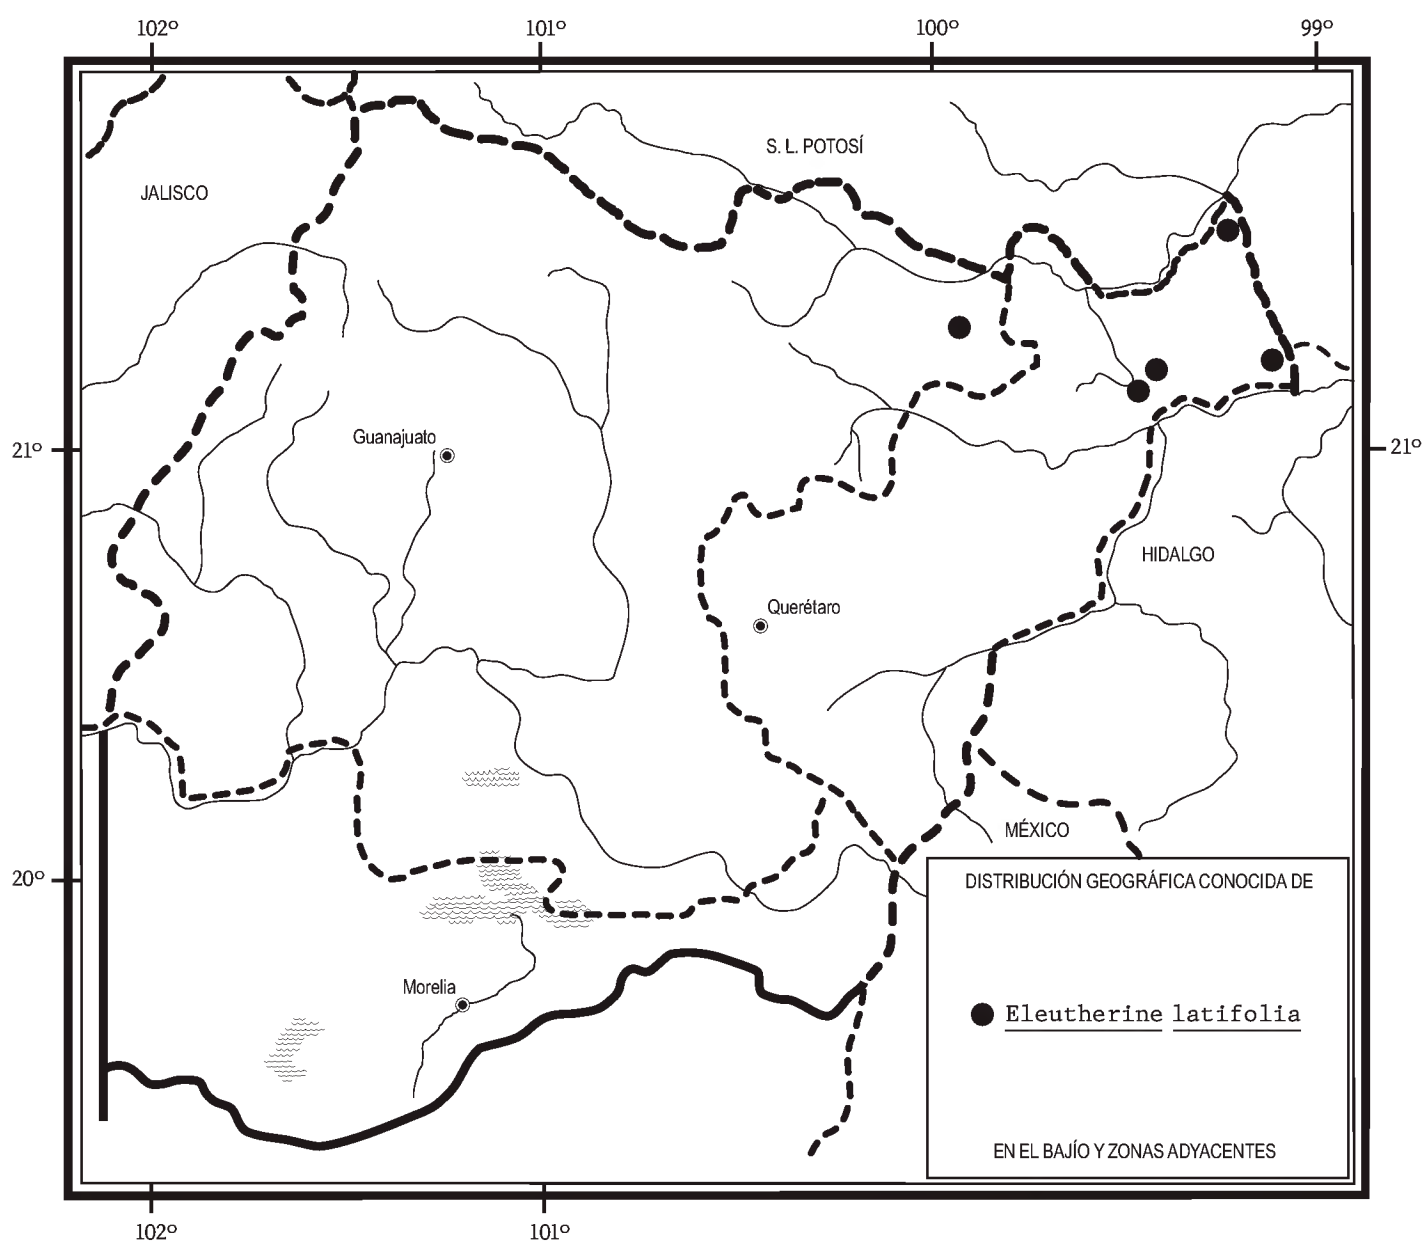 102º 101º 100º 99º
S. L. POTOSÍ
JALISCO
Guanajuato
21º 21º
HIDALGO
Querétaro
MÉXICO
20º
DISTRIBUCIÓN GEOGRÁFICA CONOCIDA DE
Morelia
Eleutherine latifolia
EN EL BAJÍO Y ZONAS ADYACENTES
102º 101º